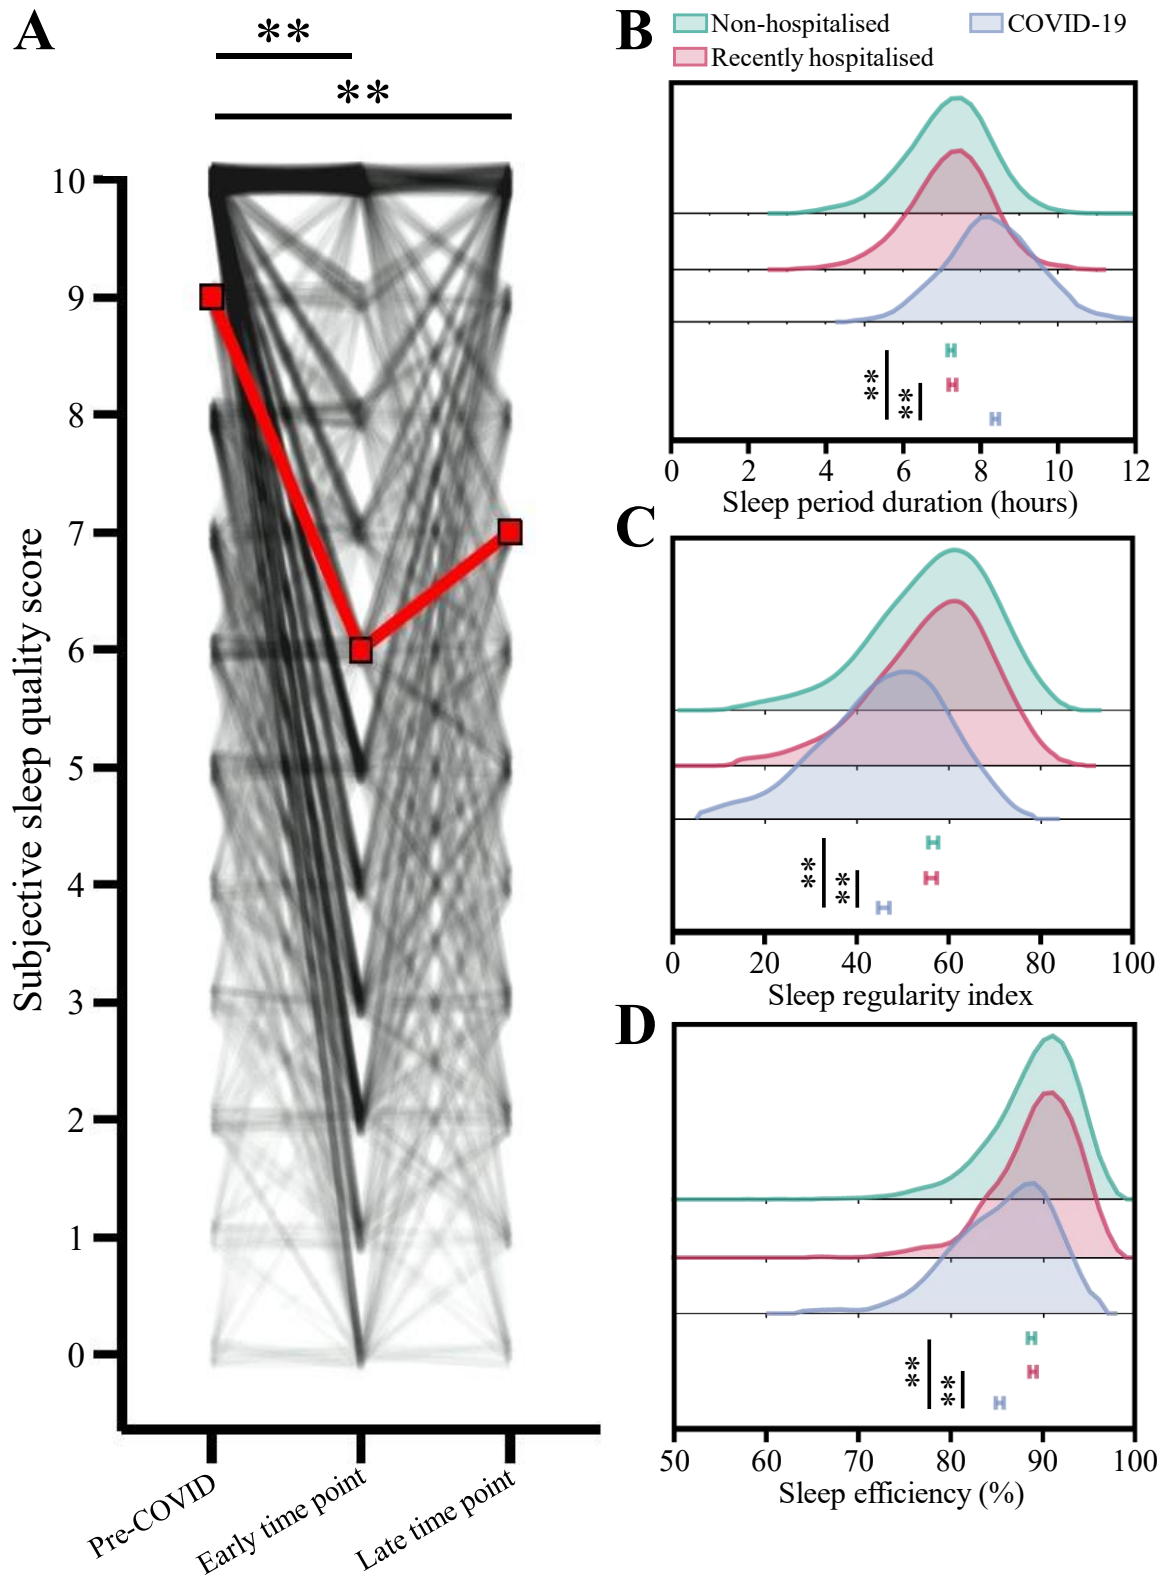 A
**
**
10
9
8
7
6
5
4
3
2
1
0
Subjective sleep quality score
Pre-COVID
Early time point
Late time point
B
Non-hospitalised
COVID-19
Recently hospitalised
**
**
0 2 4 6 8 10 12
Sleep period duration (hours)
C
**
**
0 20 40 60 80 100
Sleep regularity index
D
**
**
50 60 70 80 90 100
Sleep efficiency (%)